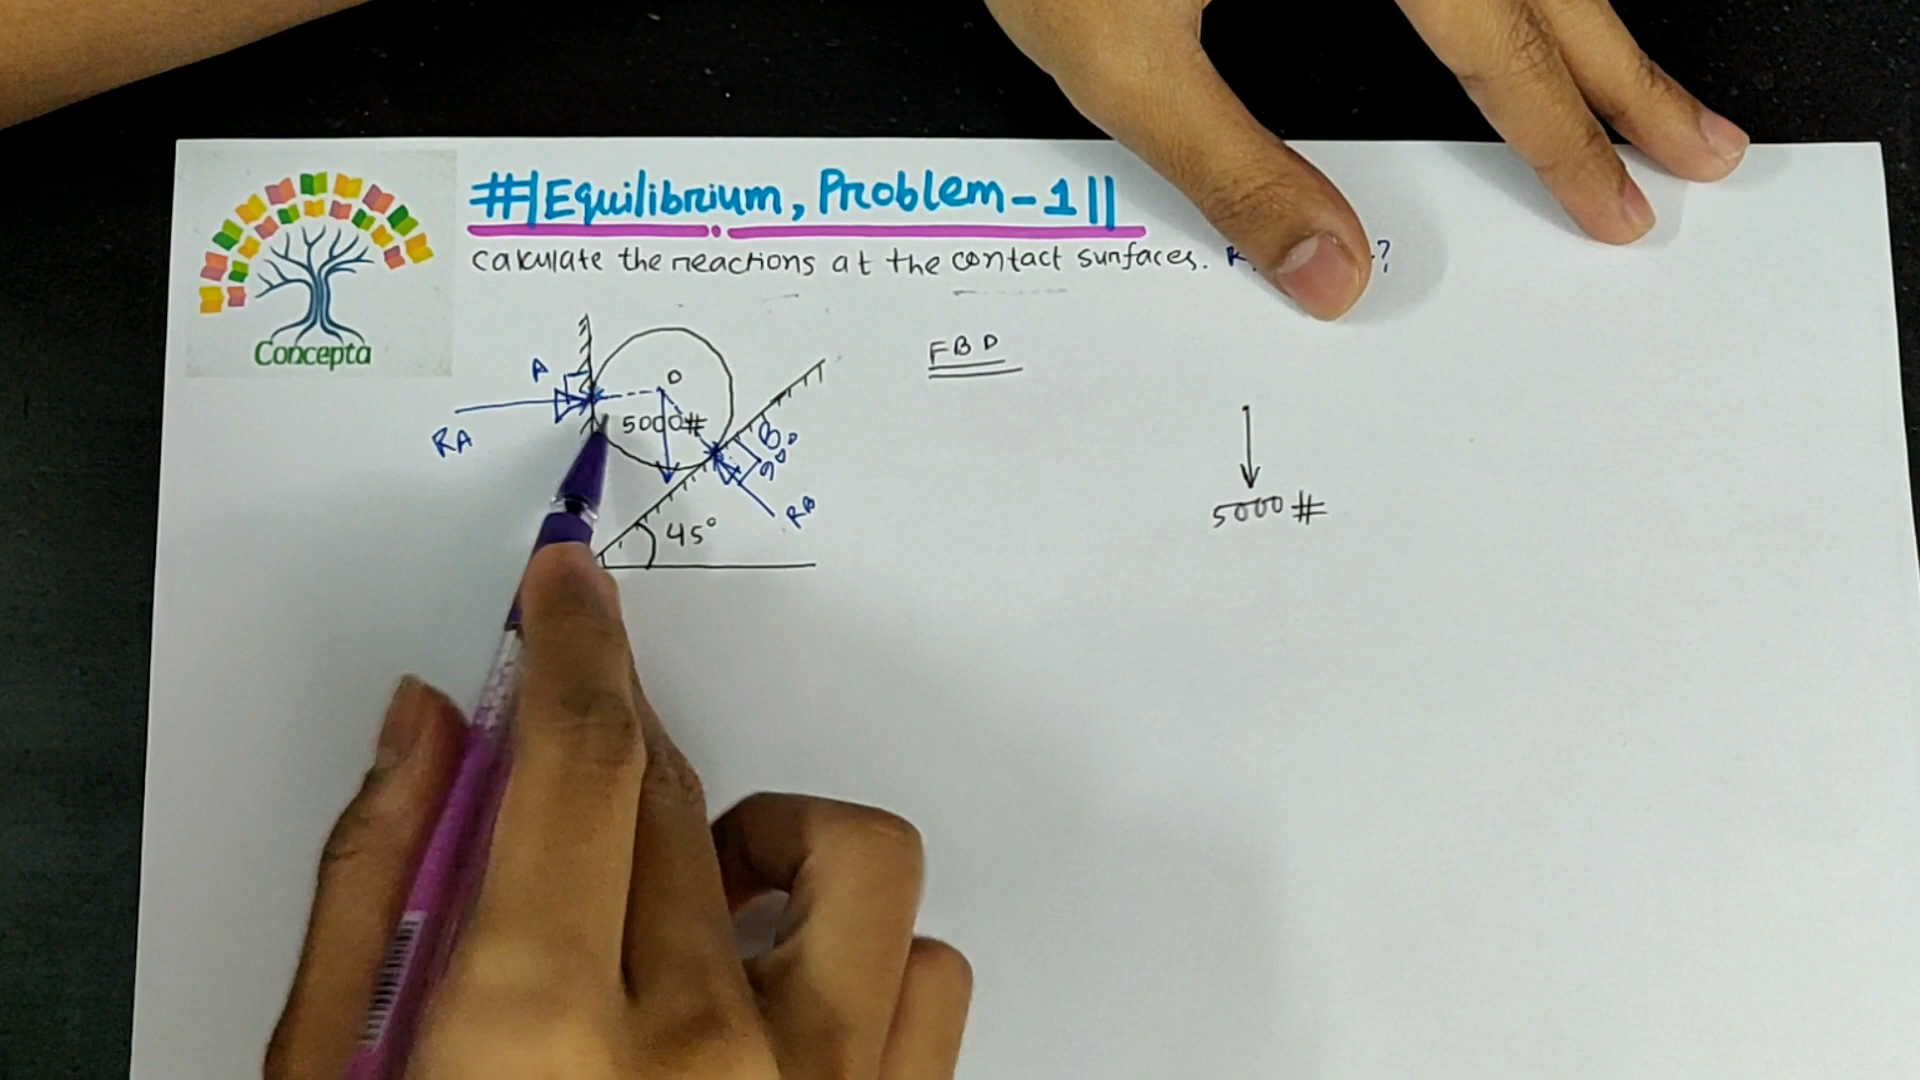 #|Equilibrium, Problem-1||
calculate the reactions at the contact surfaces. ?
Concepta
FBD
A
O
5000#
RA
B
90°
RB
45°
5000#